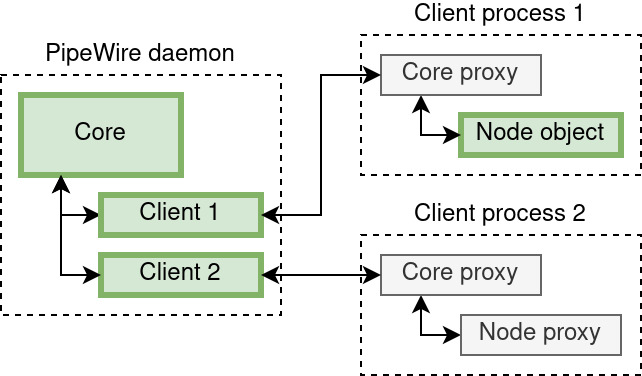 Client process 1
PipeWire daemon
Core proxy
Core
Node object
Client 1
Client process 2
Client 2
Core proxy
Node proxy